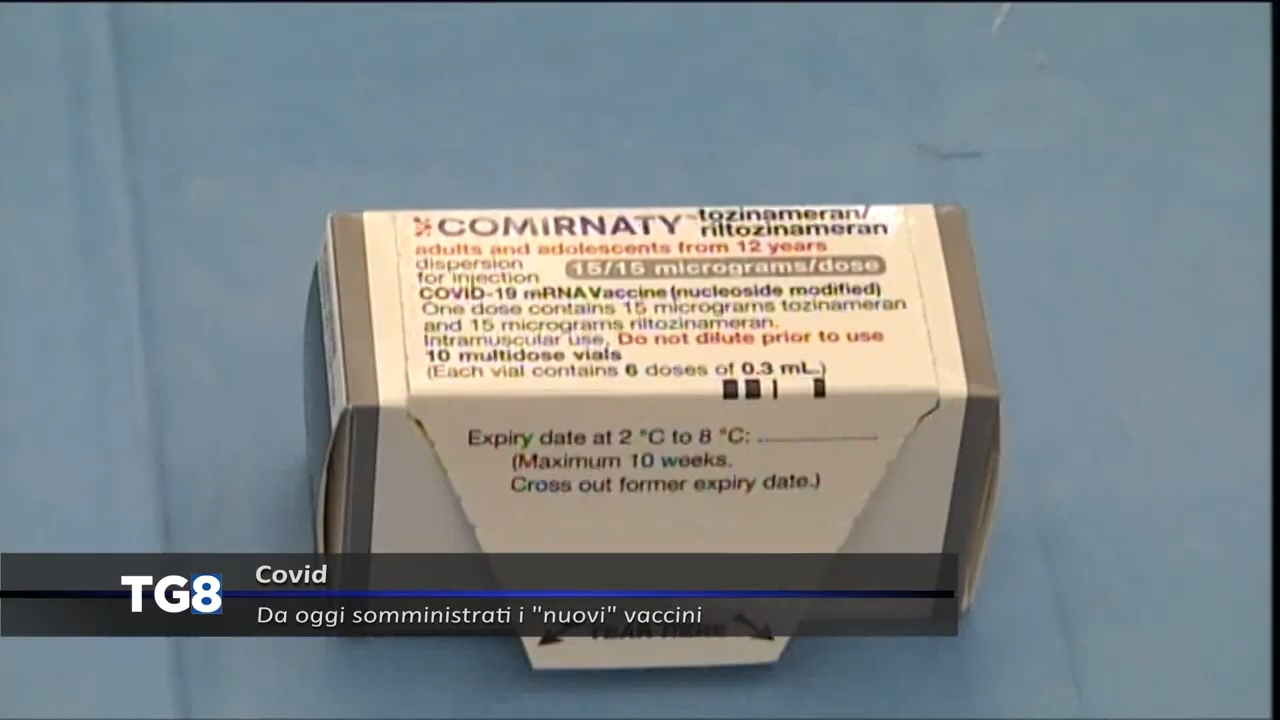 COMIRNATY tozinameran/
riltozinameran
adults and adolescents from 12 years
dispersion
for injection
15/15 micrograms/dose
COVID-19 mRNA Vaccine (nucleoside modified)
One dose contains 15 micrograms tozinameran
and 15 micrograms riltozinameran.
Intramuscular use. Do not dilute prior to use
10 multidose vials
(Each vial contains 6 doses of 0.3 mL.)
Expiry date at 2 °C to 8 °C:
(Maximum 10 weeks.
Cross out former expiry date.)
TEAR HERE
TG8
Covid
Da oggi somministrati i "nuovi" vaccini